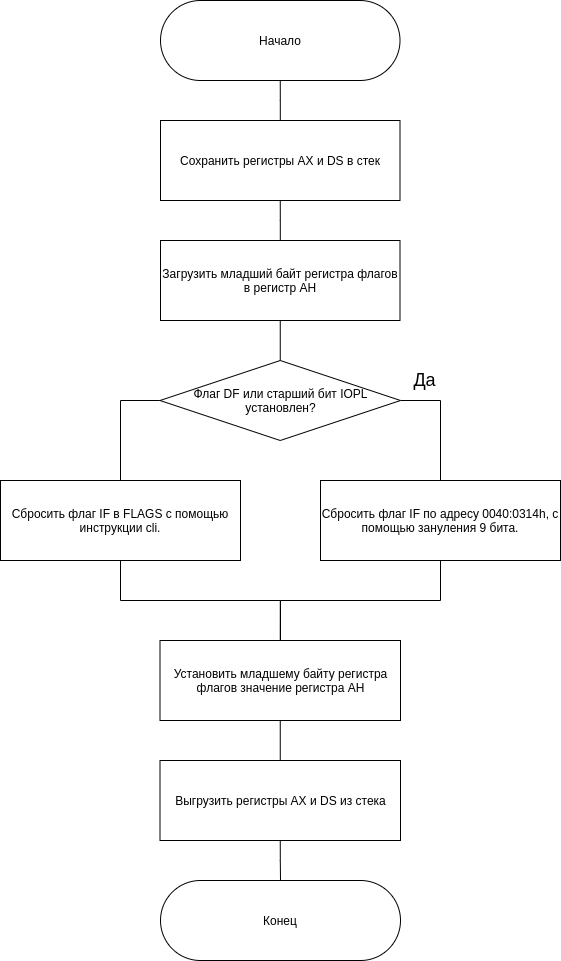 Начало
Сохранить регистры AX и DS в стек
Загрузить младший байт регистра флагов
в регистр AH
Да
Флаг DF или старший бит IOPL
установлен?
Сбросить флаг IF в FLAGS с помощью
инструкции cli.
Сбросить флаг IF по адресу 0040:0314h, с
помощью зануления 9 бита.
Установить младшему байту регистра
флагов значение регистра AH
Выгрузить регистры AX и DS из стека
Конец